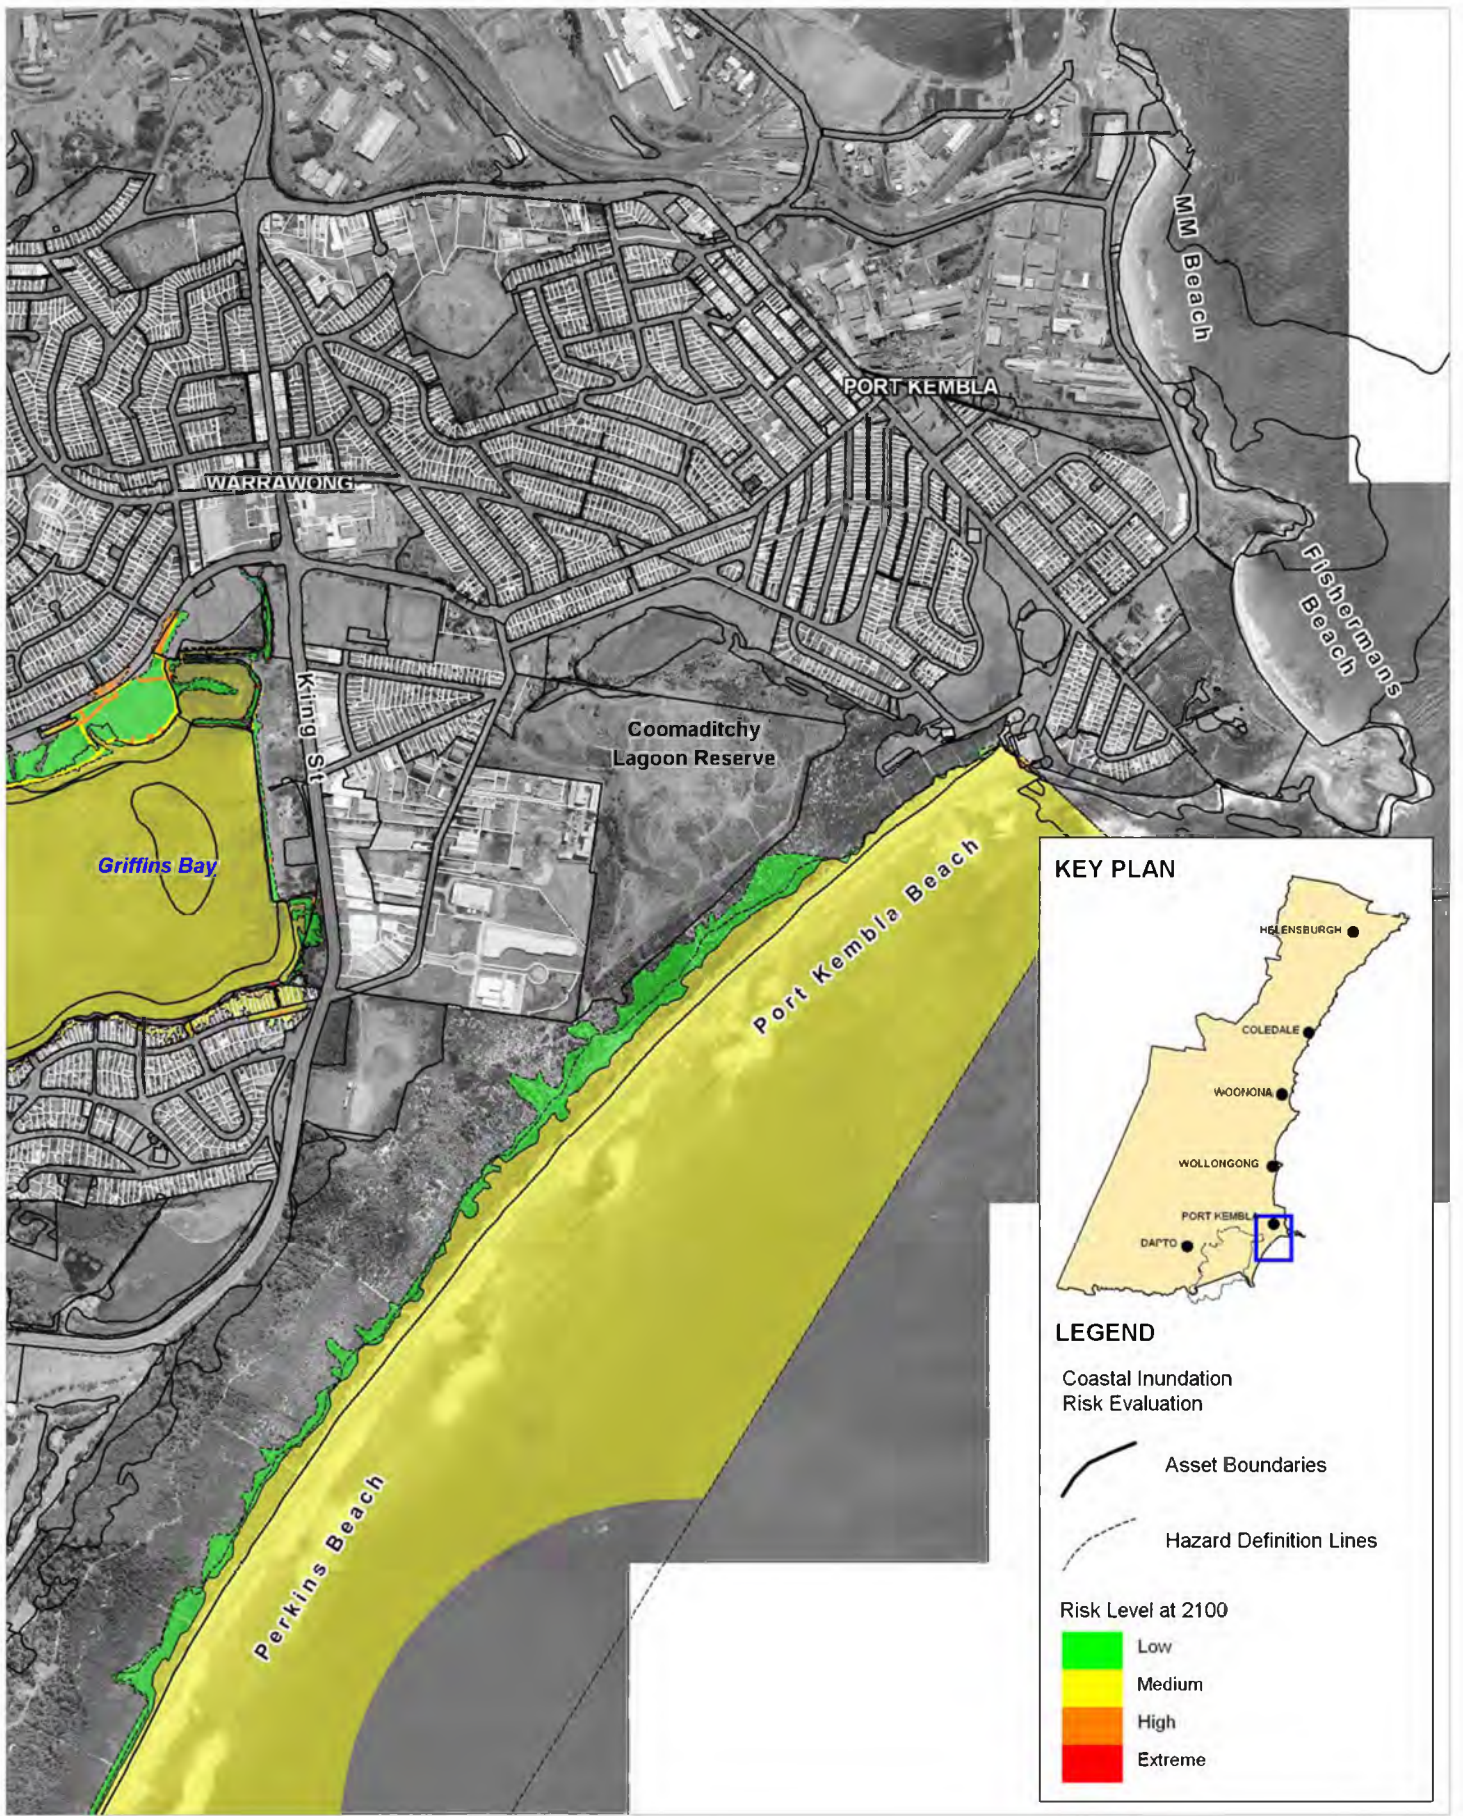 MM Beach
PORT KEMBLA
WARRAWONG
Fishermans
Beach
King St
Coomaditchy
Lagoon Reserve
Griffins Bay
Port Kembla Beach
Perkins Beach
KEY PLAN
HELENSBURGH
COLEDALE
WOONONA
WOLLONGONG
PORT KEMBLA
DAPTO
LEGEND
Coastal Inundation
Risk Evaluation
Asset Boundaries
Hazard Definition Lines
Risk Level at 2100
Low
Medium
High
Extreme